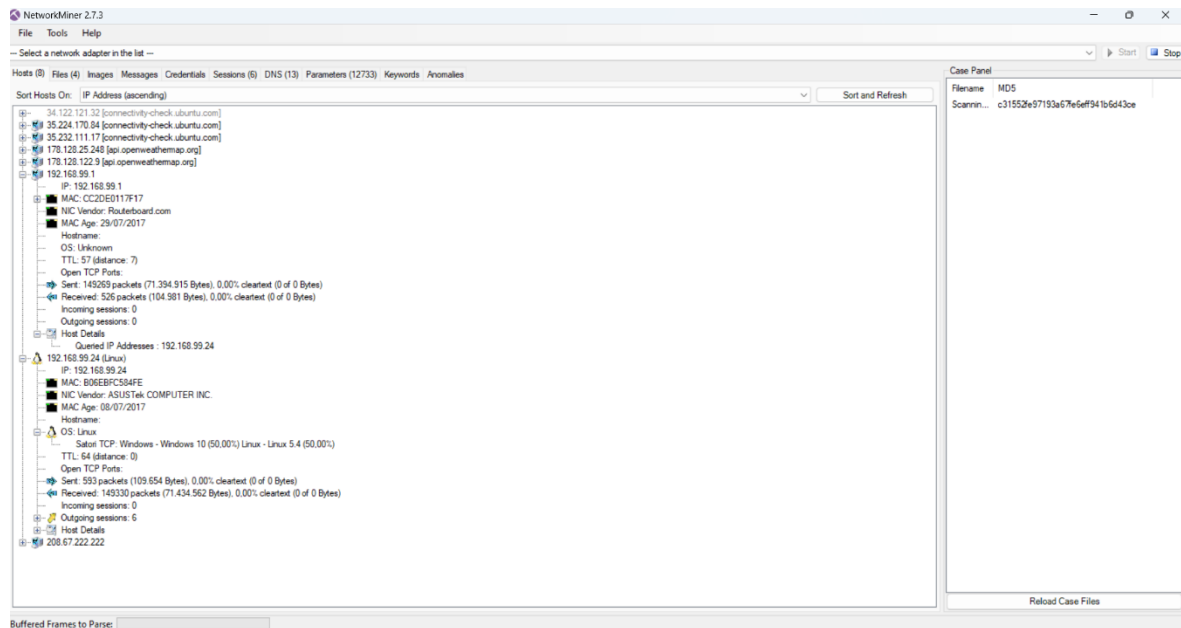 NetworkMiner 2.7.3
File Tools Help
--- Select a network adapter in the list ---
Start Stop
Hosts (8) Files (4) Images Messages Credentials Sessions (6) DNS (13) Parameters (12733) Keywords Anomalies
Sort Hosts On: IP Address (ascending) Sort and Refresh
34.122.121.32 [connectivity-check.ubuntu.com]
35.224.170.84 [connectivity-check.ubuntu.com]
35.232.111.17 [connectivity-check.ubuntu.com]
178.128.25.248 [api.openweathermap.org]
178.128.122.9 [api.openweathermap.org]
192.168.99.1
IP: 192.168.99.1
MAC: CC2DE0117F17
NIC Vendor: Routerboard.com
MAC Age: 29/07/2017
Hostname:
OS: Unknown
TTL: 57 (distance: 7)
Open TCP Ports:
Sent: 149269 packets (71.394.915 Bytes), 0,00% cleartext (0 of 0 Bytes)
Received: 526 packets (104.981 Bytes), 0,00% cleartext (0 of 0 Bytes)
Incoming sessions: 0
Outgoing sessions: 0
Host Details
Queried IP Addresses : 192.168.99.24
192.168.99.24 (Linux)
IP: 192.168.99.24
MAC: B06EBFC584FE
NIC Vendor: ASUSTek COMPUTER INC.
MAC Age: 08/07/2017
Hostname:
OS: Linux
Satori TCP: Windows - Windows 10 (50,00%) Linux - Linux 5.4 (50,00%)
TTL: 64 (distance: 0)
Open TCP Ports:
Sent: 593 packets (109.654 Bytes), 0,00% cleartext (0 of 0 Bytes)
Received: 149330 packets (71.434.562 Bytes), 0,00% cleartext (0 of 0 Bytes)
Incoming sessions: 0
Outgoing sessions: 6
Host Details
208.67.222.222
Case Panel
Filename MD5
Scannin... c31552fe97193a67fe6eff941b6d43ce
Reload Case Files
Buffered Frames to Parse: